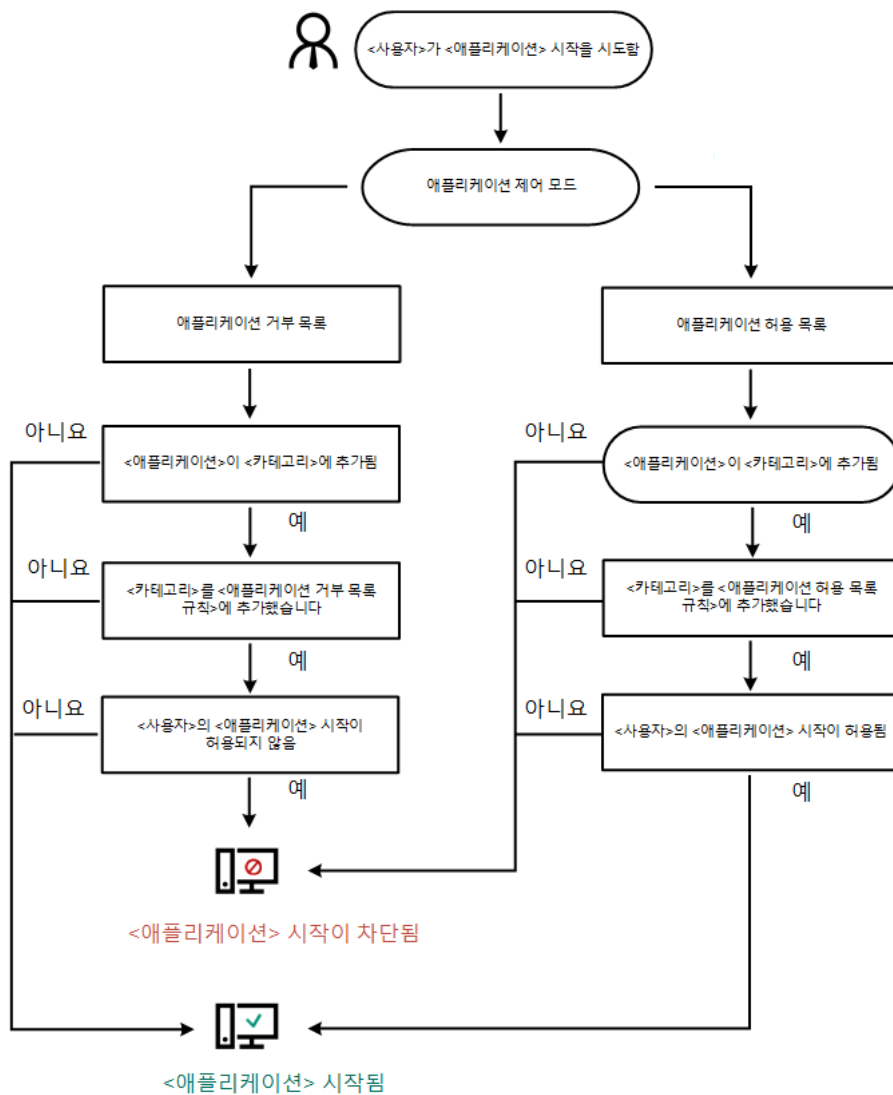 <사용자>가 <애플리케이션> 시작을 시도함
애플리케이션 제어 모드
애플리케이션 거부 목록
애플리케이션 허용 목록
아니요
<애플리케이션>이 <카테고리>에 추가됨
아니요
<애플리케이션>이 <카테고리>에 추가됨
예
예
아니요
<카테고리>를 <애플리케이션 거부 목록
규칙>에 추가했습니다
아니요
<카테고리>를 <애플리케이션 허용 목록
규칙>에 추가했습니다
예
예
아니요
<사용자>의 <애플리케이션> 시작이
허용되지 않음
아니요
<사용자>의 <애플리케이션> 시작이 허용됨
예
예
<애플리케이션> 시작이 차단됨
<애플리케이션> 시작됨